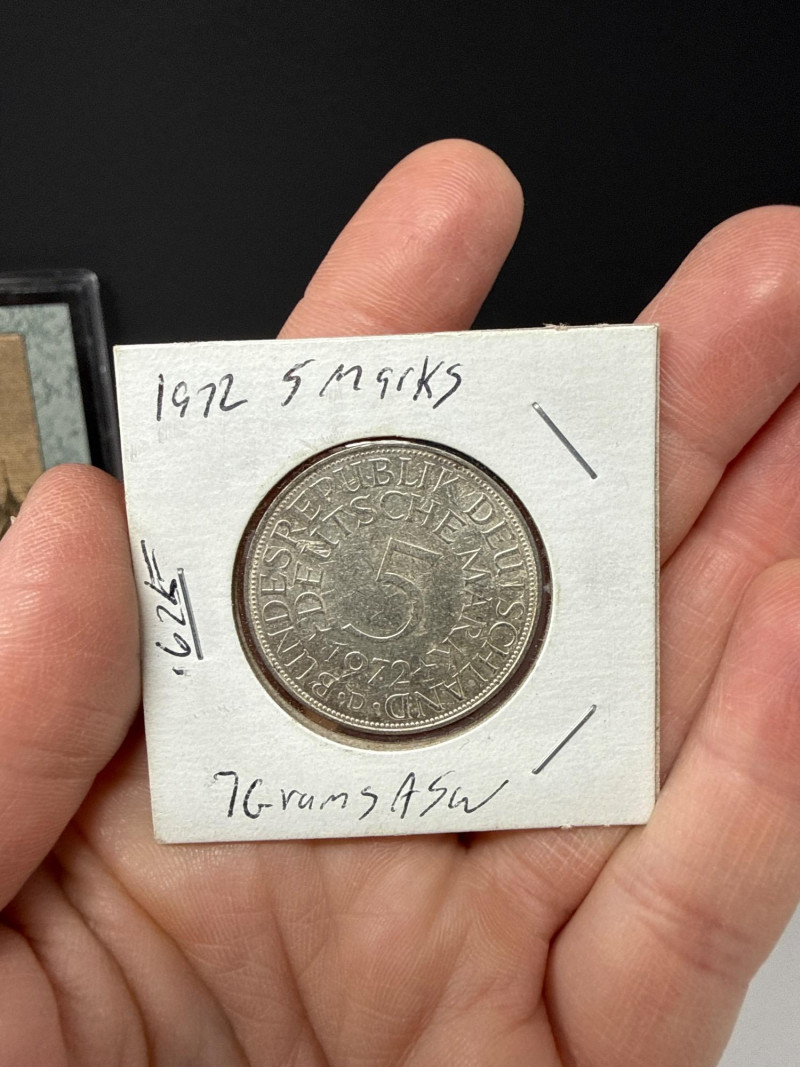 1972 5 Marks
BUNDESREPUBLIK DEUTSCHLAND
DEUTSCHE MARK
5
1972
D
.625
7Grams ASW